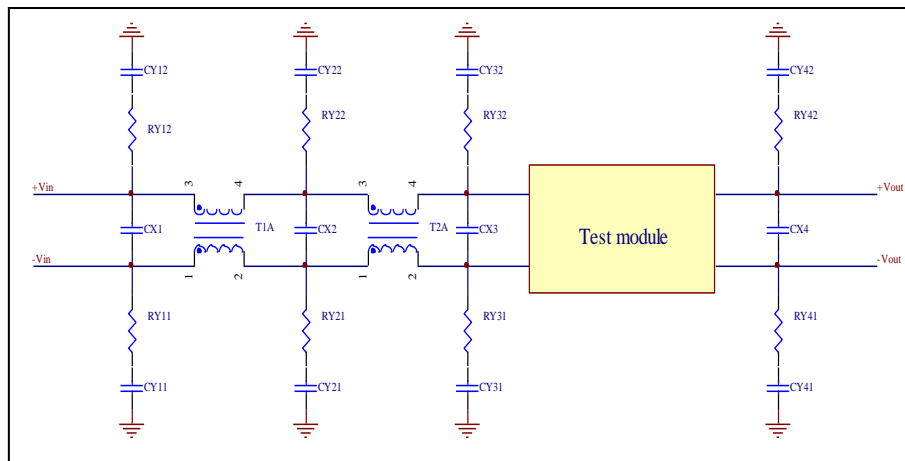 CY12 CY22 CY32 CY42
RY12 RY22 RY32 RY42
3 4 3 4
+Vin +Vout
CX1 T1A CX2 T2A CX3 Test module CX4
-Vin -Vout
1 2 1 2
RY11 RY21 RY31 RY41
CY11 CY21 CY31 CY41